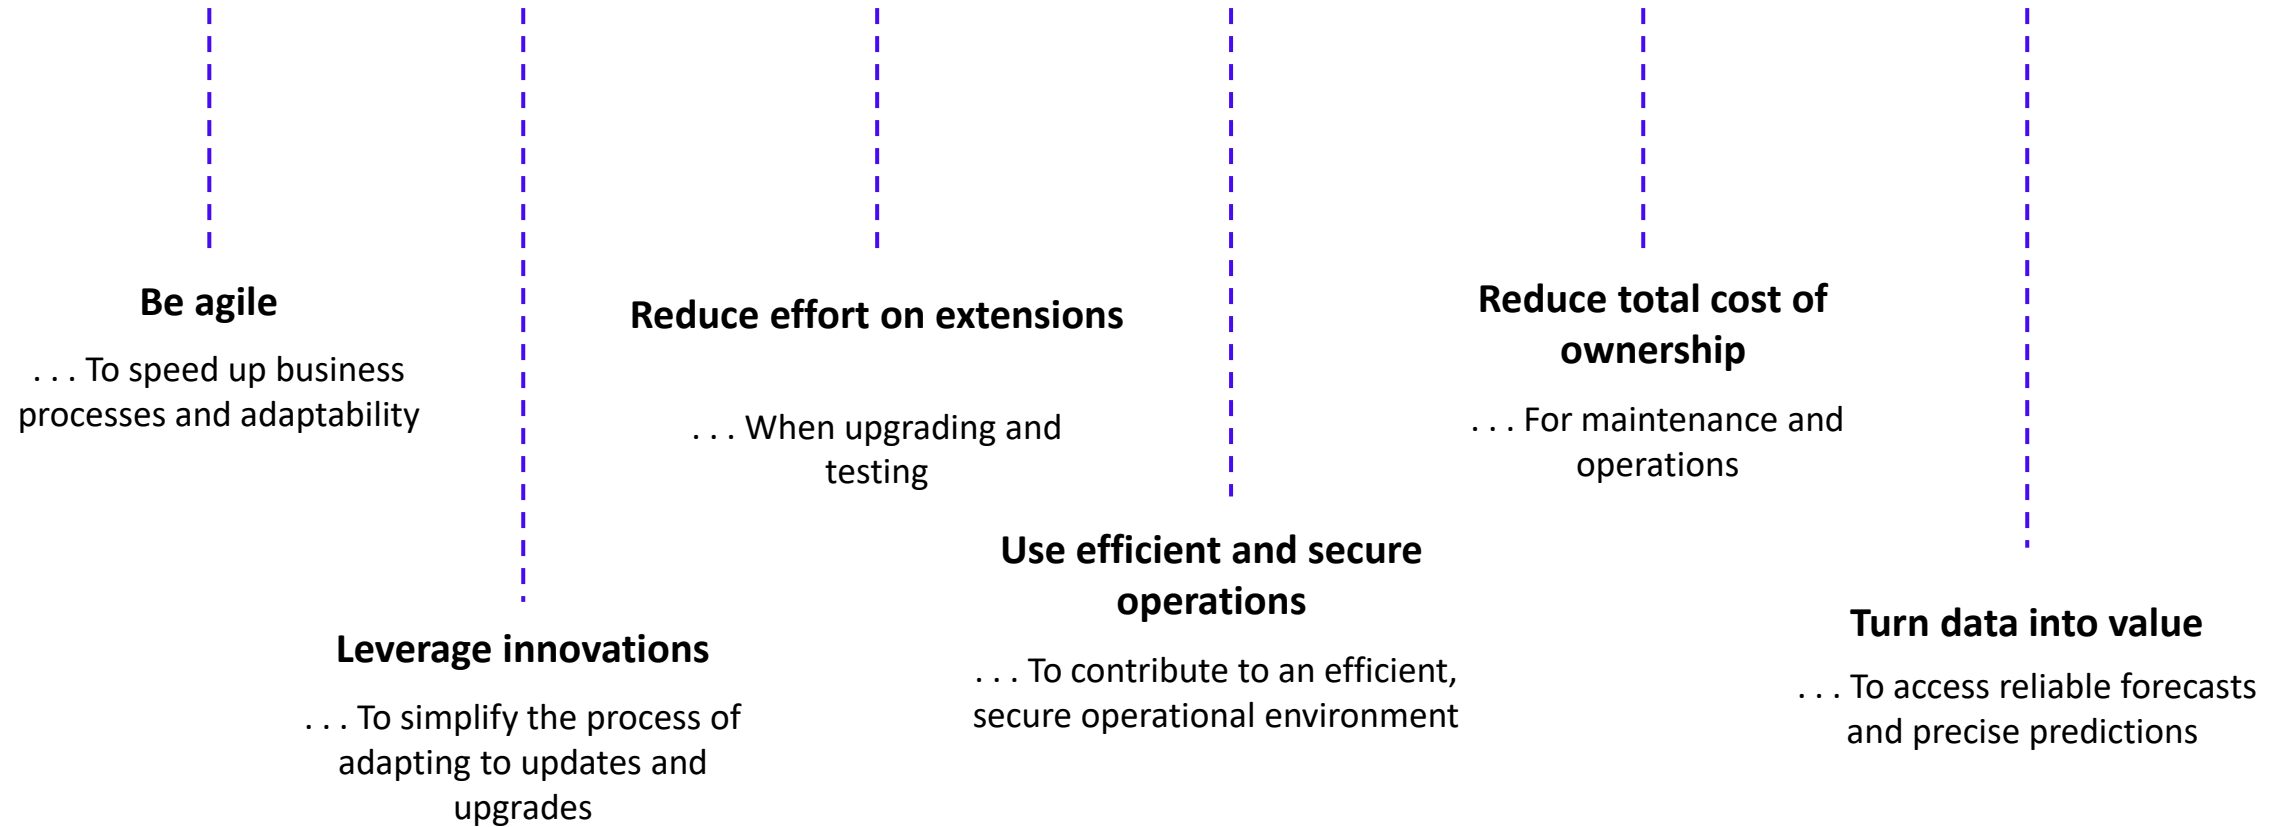 Be agile
. . . To speed up business
processes and adaptability
Leverage innovations
. . . To simplify the process of
adapting to updates and
upgrades
Reduce effort on extensions
. . . When upgrading and
testing
Use efficient and secure
operations
. . . To contribute to an efficient,
secure operational environment
Reduce total cost of
ownership
. . . For maintenance and
operations
Turn data into value
. . . To access reliable forecasts
and precise predictions